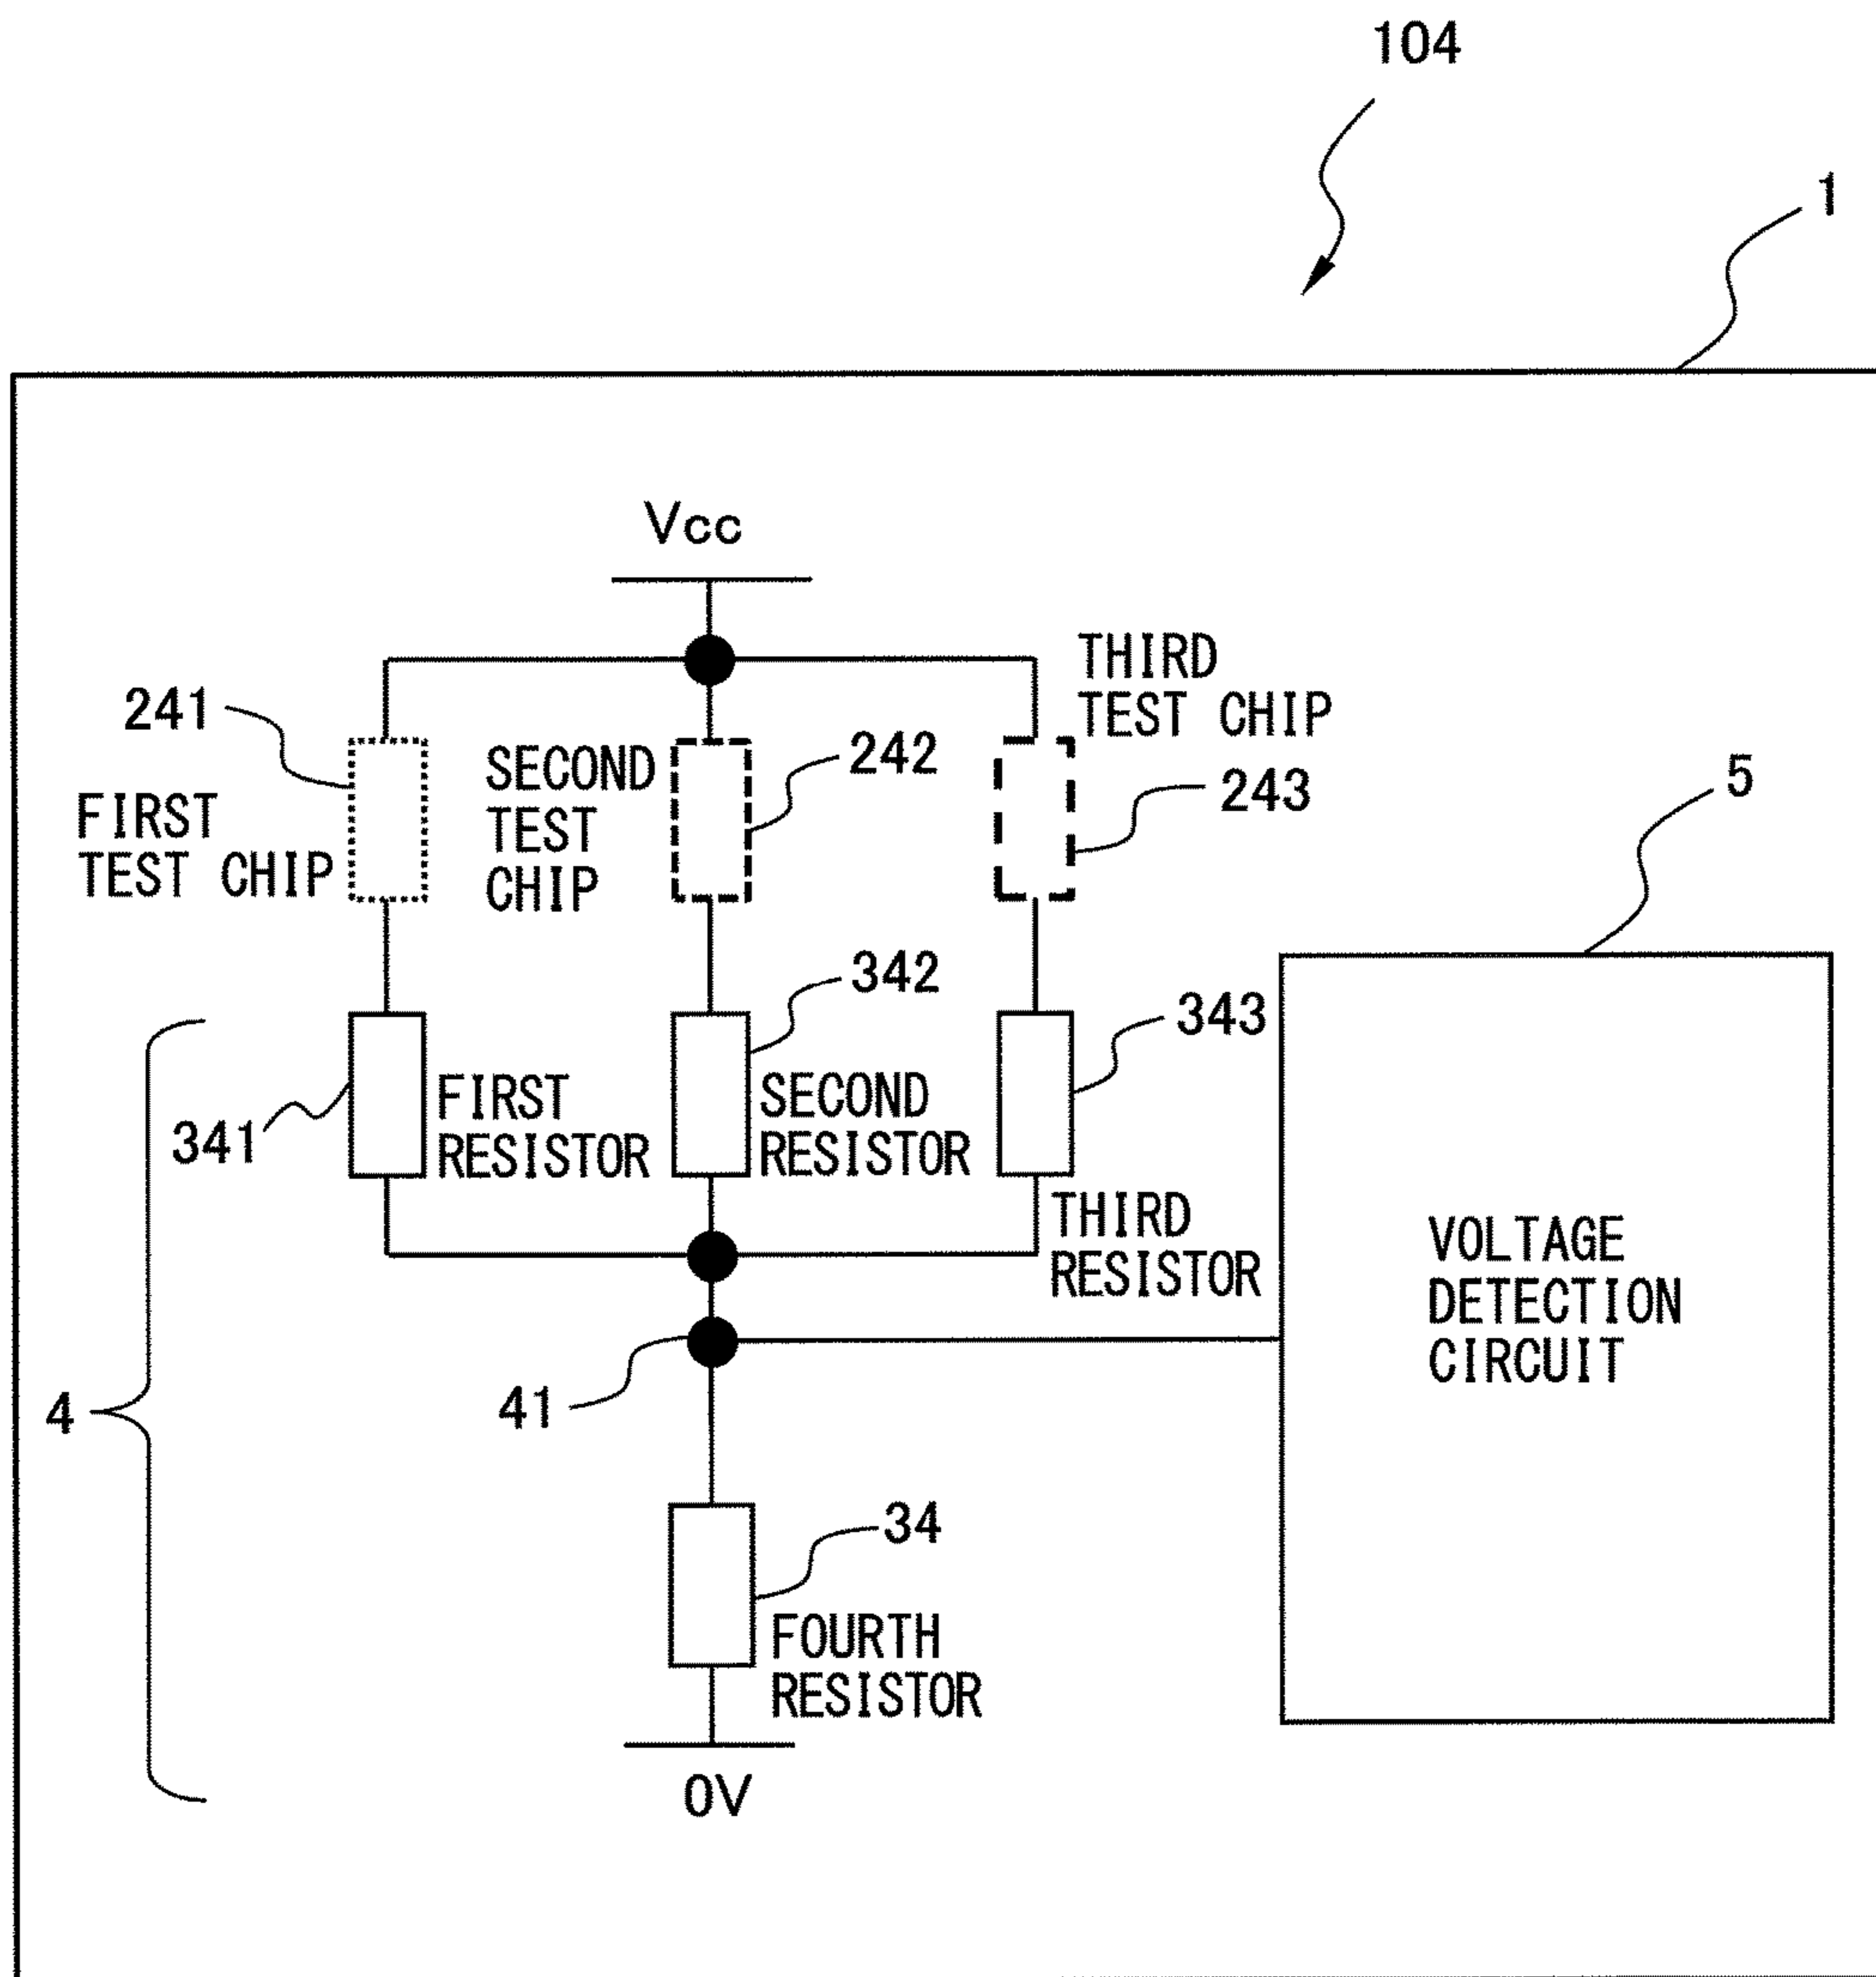 104
1
Vcc
THIRD
TEST CHIP
241
SECOND
TEST
CHIP
242
243
5
FIRST
TEST CHIP
342
343
341
FIRST
RESISTOR
SECOND
RESISTOR
THIRD
RESISTOR
VOLTAGE
DETECTION
CIRCUIT
4
41
34
FOURTH
RESISTOR
0V